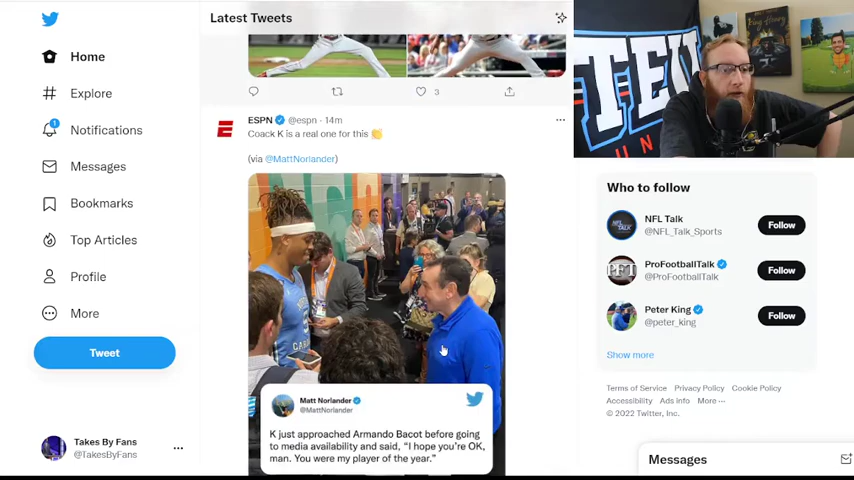 Latest Tweets
Home
Explore
1
Notifications
Messages
Bookmarks
Top Articles
Profile
More
Tweet
Takes By Fans
@TakesByFans
3
ESPN @espn · 14m
Coack K is a real one for this
(via @MattNorlander)
Matt Norlander
@MattNorlander
K just approached Armando Bacot before going
to media availability and said, “I hope you’re OK,
man. You were my player of the year.”
Who to follow
NFL Talk
@NFL_Talk_Sports
Follow
ProFootballTalk
@ProFootballTalk
Follow
Peter King
@peter_king
Follow
Show more
Terms of Service Privacy Policy Cookie Policy
Accessibility Ads info More ···
© 2022 Twitter, Inc.
Messages